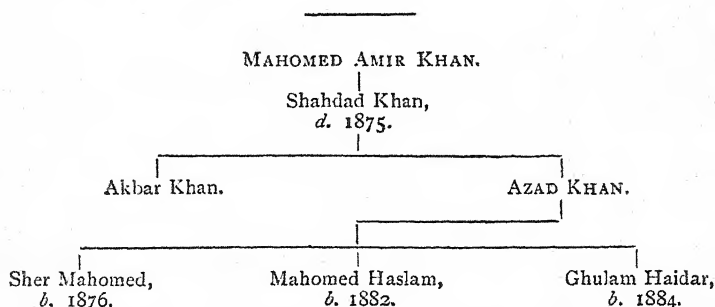 MAHOMED AMIR KHAN.
Shahdad Khan,
d. 1875.
Akbar Khan. AZAD KHAN.
Sher Mahomed, Mahomed Haslam, Ghulam Haidar,
b. 1876. b. 1882. b. 1884.